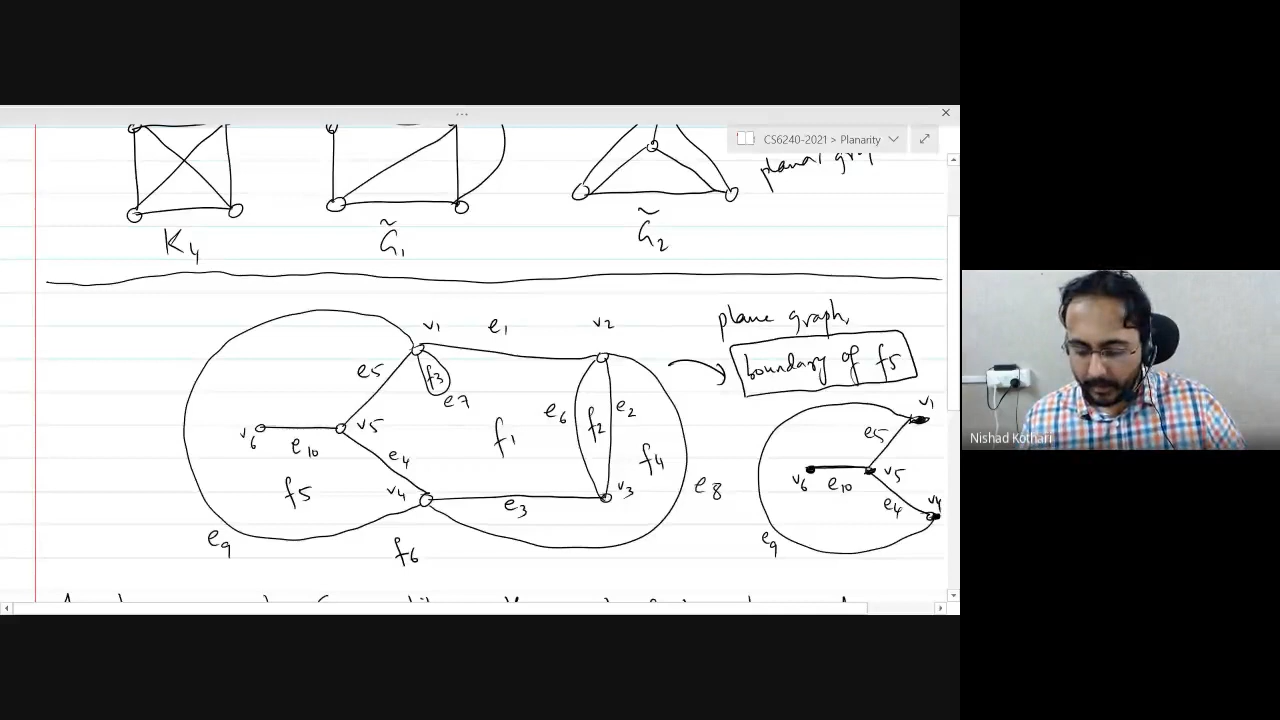 CS6240-2021 > Planarity
planar
K4
G̃1
G̃2
plane graph,
boundary of f5
v1 e1 v2
e5 f3 e7
e6 f2 e2
v6 e10 v5
f1
f4
e4
f5
v4 e3 v3
e8
e9
f6
v1
e5
v6 e10 v5
e4
v4
e9
Nishad Kothari